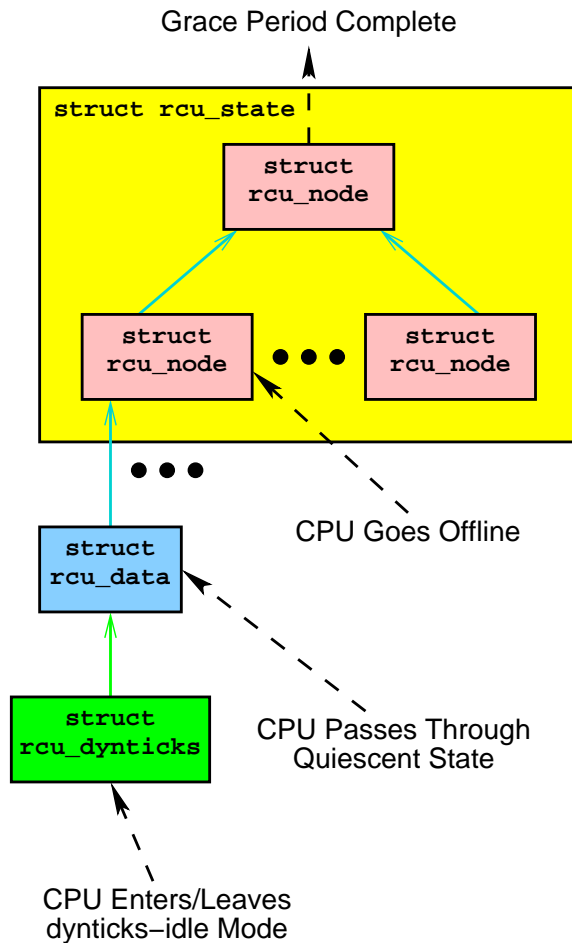 Grace Period Complete
struct rcu_state
struct
rcu_node
struct
rcu_node
struct
rcu_node
CPU Goes Offline
struct
rcu_data
CPU Passes Through
Quiescent State
struct
rcu_dynticks
CPU Enters/Leaves
dynticks−idle Mode